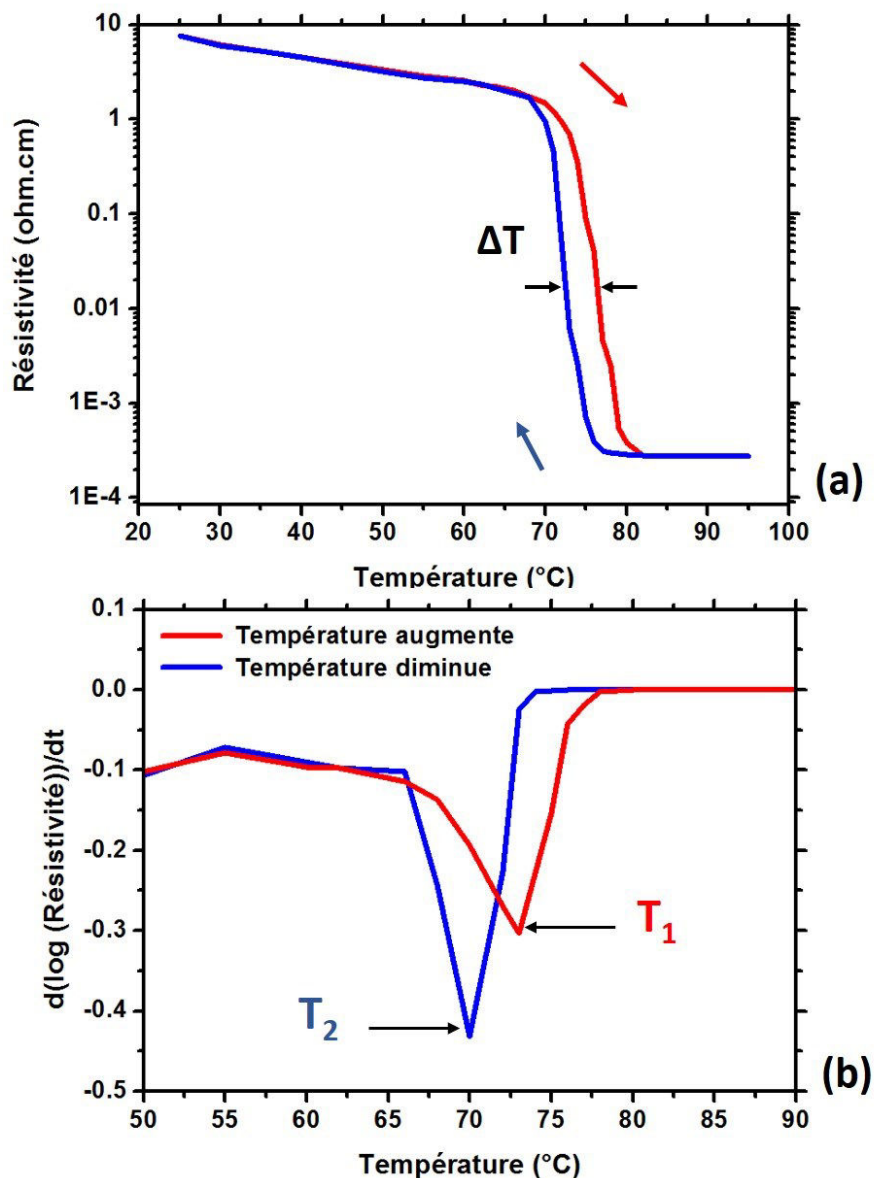 10
1
0.1
0.01
1E-3
1E-4
Résistivité (ohm.cm)
ΔT
20 30 40 50 60 70 80 90 100
Température (°C)
(a)
0.1
0.0
-0.1
-0.2
-0.3
-0.4
-0.5
d(log (Résistivité))/dt
Température augmente
Température diminue
T1
T2
50 55 60 65 70 75 80 85 90
Température (°C)
(b)